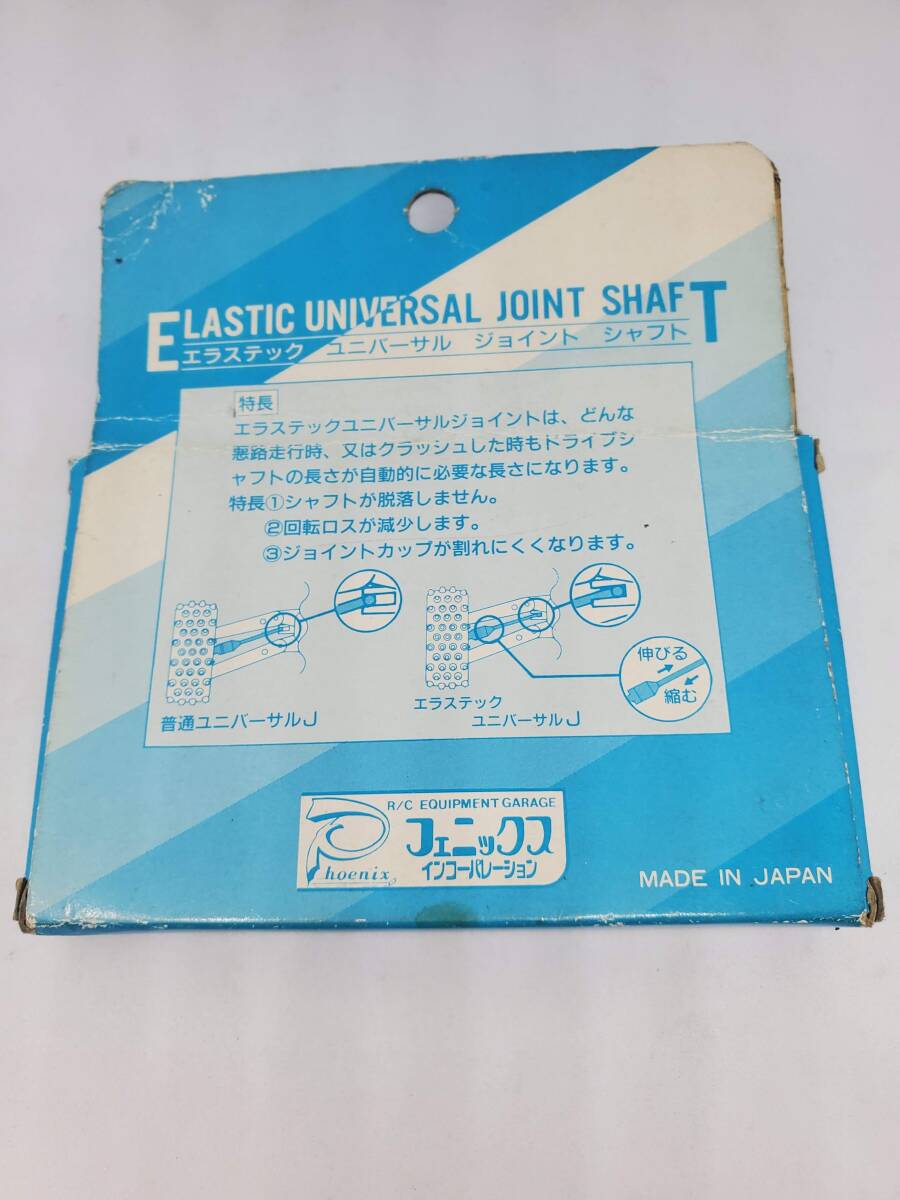 ELASTIC UNIVERSAL JOINT SHAFT
エラステック ユニバーサル ジョイント シャフト
特長
エラステックユニバーサルジョイントは、どんな
悪路走行時、又はクラッシュした時もドライブシ
ャフトの長さが自動的に必要な長さになります。
特長①シャフトが脱落しません。
②回転ロスが減少します。
③ジョイントカップが割れにくくなります。
伸びる
縮む
普通ユニバーサルJ
エラステック
ユニバーサルJ
R/C EQUIPMENT GARAGE
フェニックス
インコーパレーション
Phoenix
MADE IN JAPAN